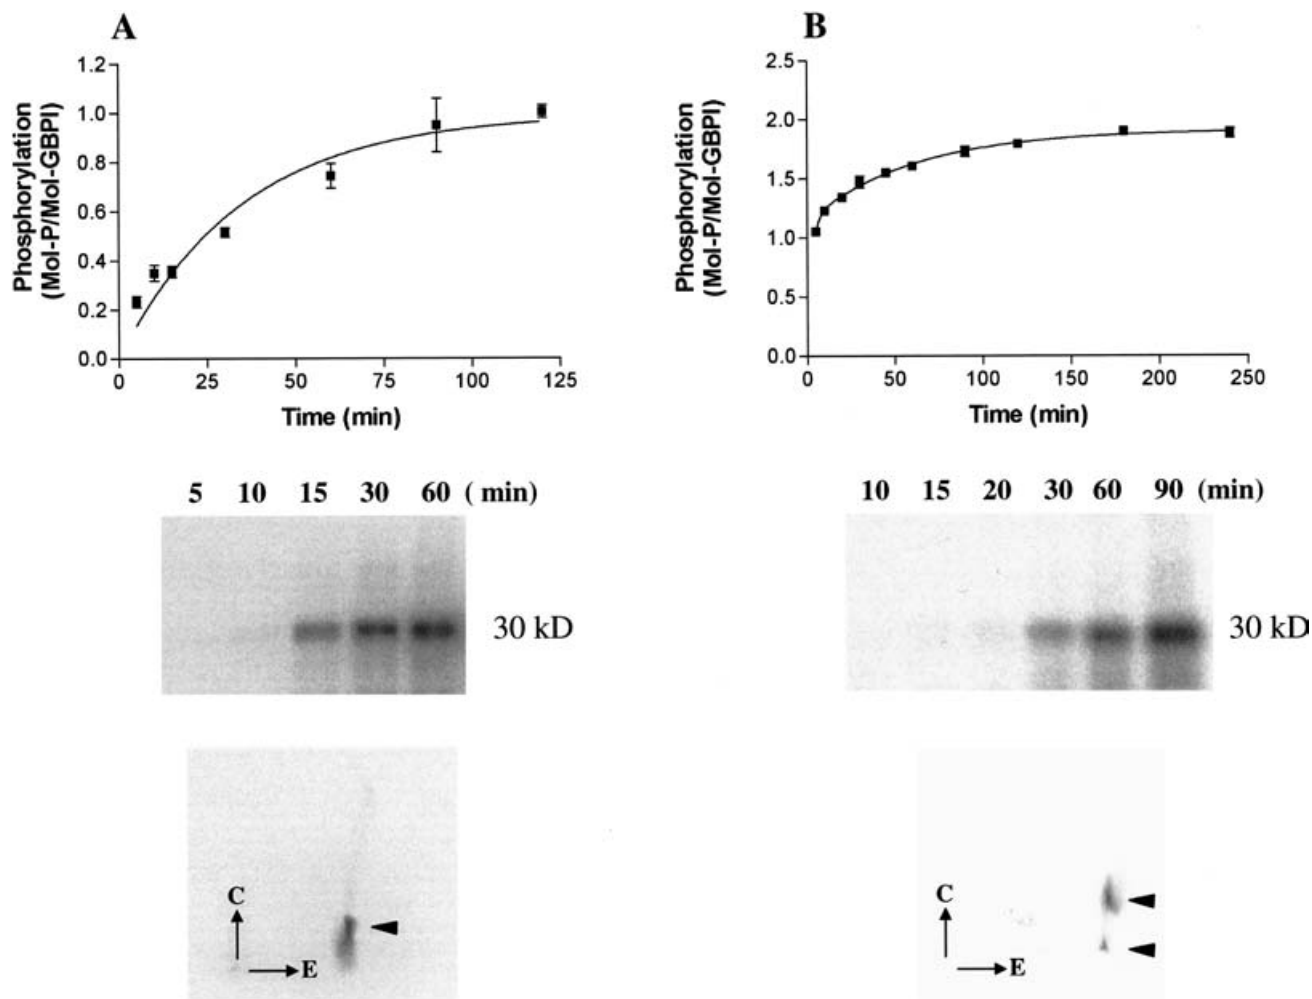 A
Phosphorylation
(Mol-P/Mol-GBPI)
1.2
1.0
0.8
0.6
0.4
0.2
0.0
0 25 50 75 100 125
Time (min)
5 10 15 30 60 ( min)
30 kD
C
E
B
Phosphorylation
(Mol-P/Mol-GBPI)
2.5
2.0
1.5
1.0
0.5
0.0
0 50 100 150 200 250
Time (min)
10 15 20 30 60 90 (min)
30 kD
C
E